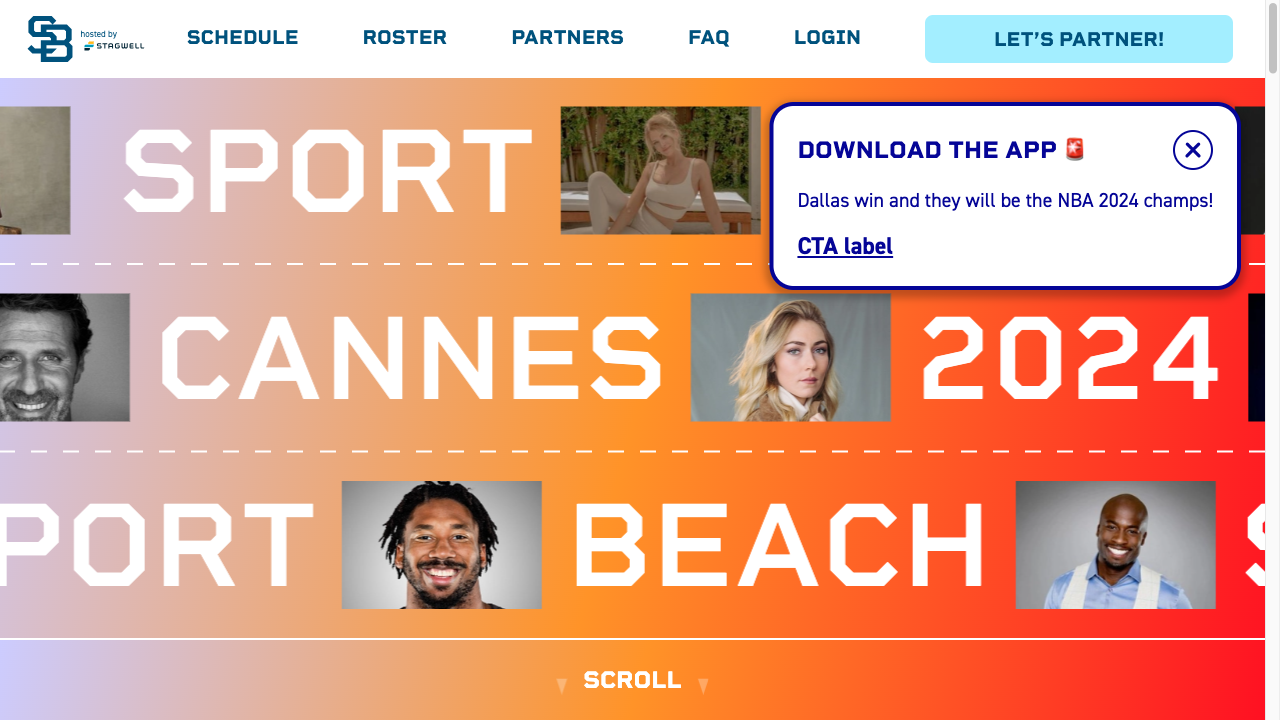 SB hosted by
STAGWELL
SCHEDULE ROSTER PARTNERS FAQ LOGIN LET’S PARTNER!
SPORT
DOWNLOAD THE APP 🚨
Dallas win and they will be the NBA 2024 champs!
CTA label
CANNES 2024
PORT BEACH S
SCROLL